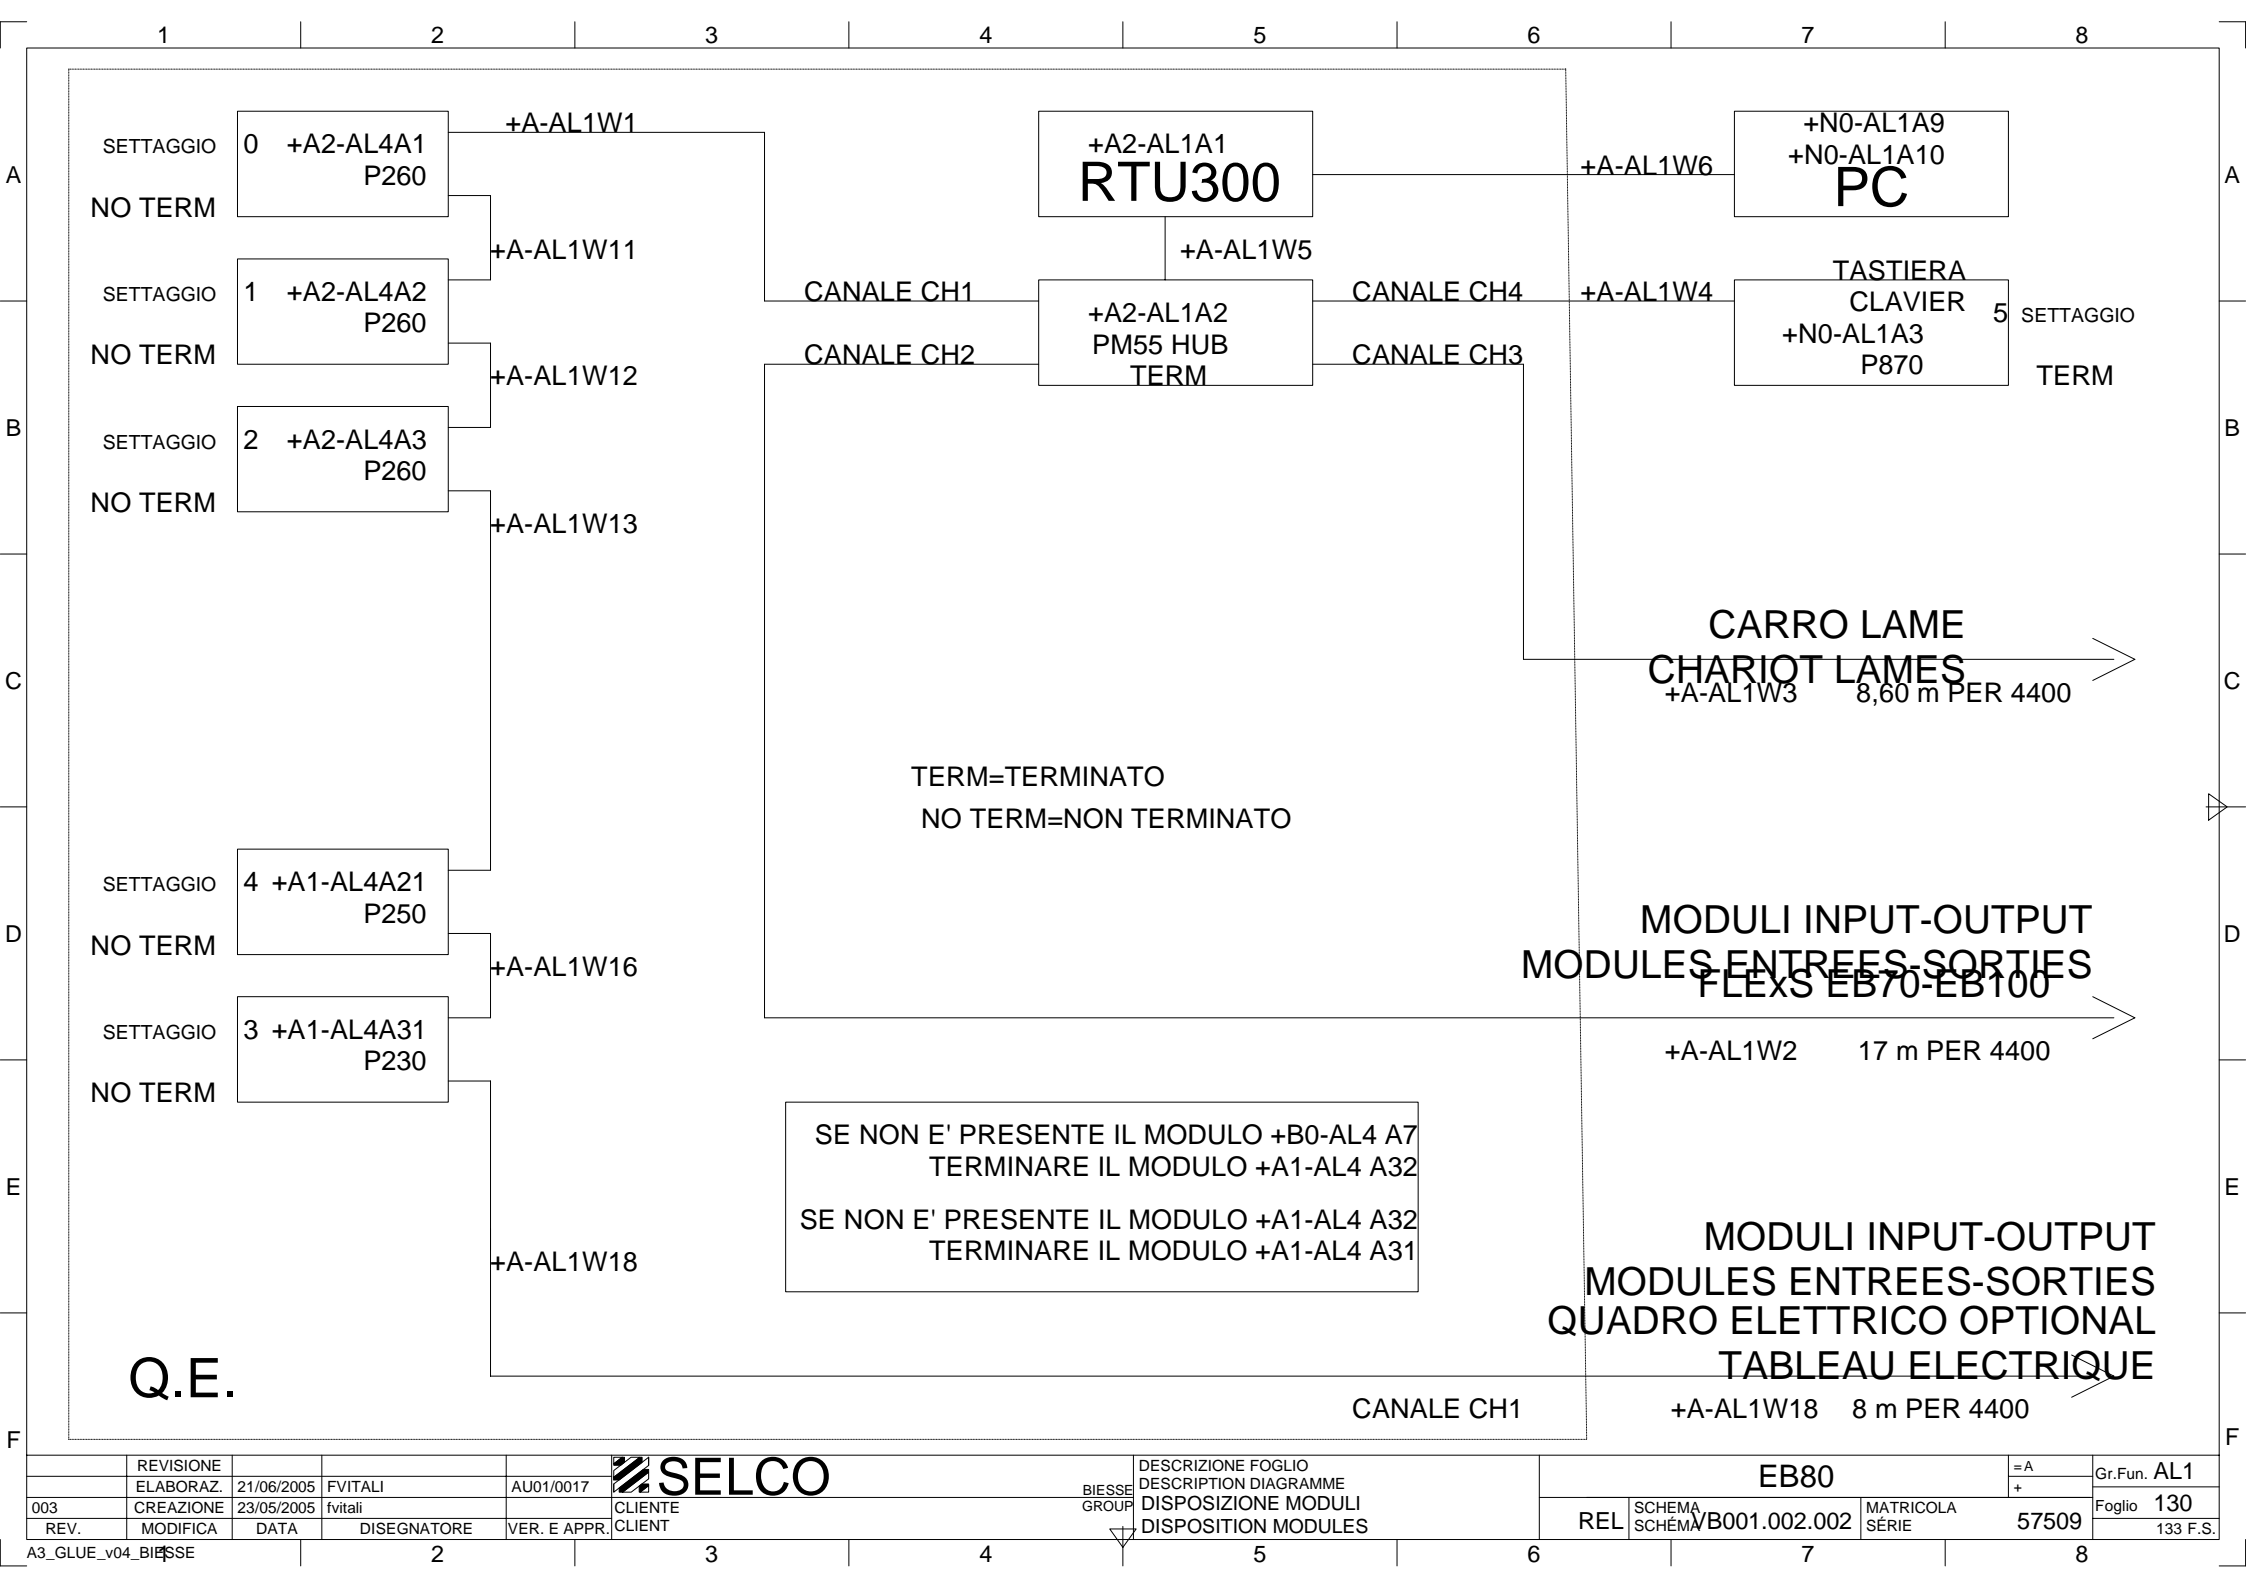 1 2 3 4 5 6 7 8
A A
B B
C C
D D
E E
F F
SETTAGGIO 0 +A2-AL4A1
P260
NO TERM
+A-AL1W1
+A-AL1W11
SETTAGGIO 1 +A2-AL4A2
P260
NO TERM
+A-AL1W12
SETTAGGIO 2 +A2-AL4A3
P260
NO TERM
+A-AL1W13
SETTAGGIO 4 +A1-AL4A21
P250
NO TERM
+A-AL1W16
SETTAGGIO 3 +A1-AL4A31
P230
NO TERM
+A-AL1W18
Q.E.
+A2-AL1A1
RTU300
+A-AL1W6
+N0-AL1A9
+N0-AL1A10
PC
+A-AL1W5
CANALE CH1
CANALE CH2
+A2-AL1A2
PM55 HUB
TERM
CANALE CH4
CANALE CH3
+A-AL1W4
TASTIERA
CLAVIER
+N0-AL1A3
P870
5 SETTAGGIO
TERM
CARRO LAME
CHARIOT LAMES
+A-AL1W3 8,60 m PER 4400
TERM=TERMINATO
NO TERM=NON TERMINATO
MODULI INPUT-OUTPUT
MODULES ENTREES-SORTIES
FLExS EB70-EB100
+A-AL1W2 17 m PER 4400
SE NON E' PRESENTE IL MODULO +B0-AL4 A7
TERMINARE IL MODULO +A1-AL4 A32
SE NON E' PRESENTE IL MODULO +A1-AL4 A32
TERMINARE IL MODULO +A1-AL4 A31
MODULI INPUT-OUTPUT
MODULES ENTREES-SORTIES
QUADRO ELETTRICO OPTIONAL
TABLEAU ELECTRIQUE
CANALE CH1 +A-AL1W18 8 m PER 4400
REVISIONE
ELABORAZ. 21/06/2005 FVITALI AU01/0017
003 CREAZIONE 23/05/2005 fvitali
REV. MODIFICA DATA DISEGNATORE VER. E APPR.
SELCO
BIESSE
GROUP
CLIENTE
CLIENT
DESCRIZIONE FOGLIO
DESCRIPTION DIAGRAMME
DISPOSIZIONE MODULI
DISPOSITION MODULES
EB80
=A
+
Gr.Fun. AL1
REL
SCHEMA
SCHÉMA VB001.002.002
MATRICOLA
SÉRIE 57509
Foglio 130
133 F.S.
A3_GLUE_v04_BIESSE
1 2 3 4 5 6 7 8